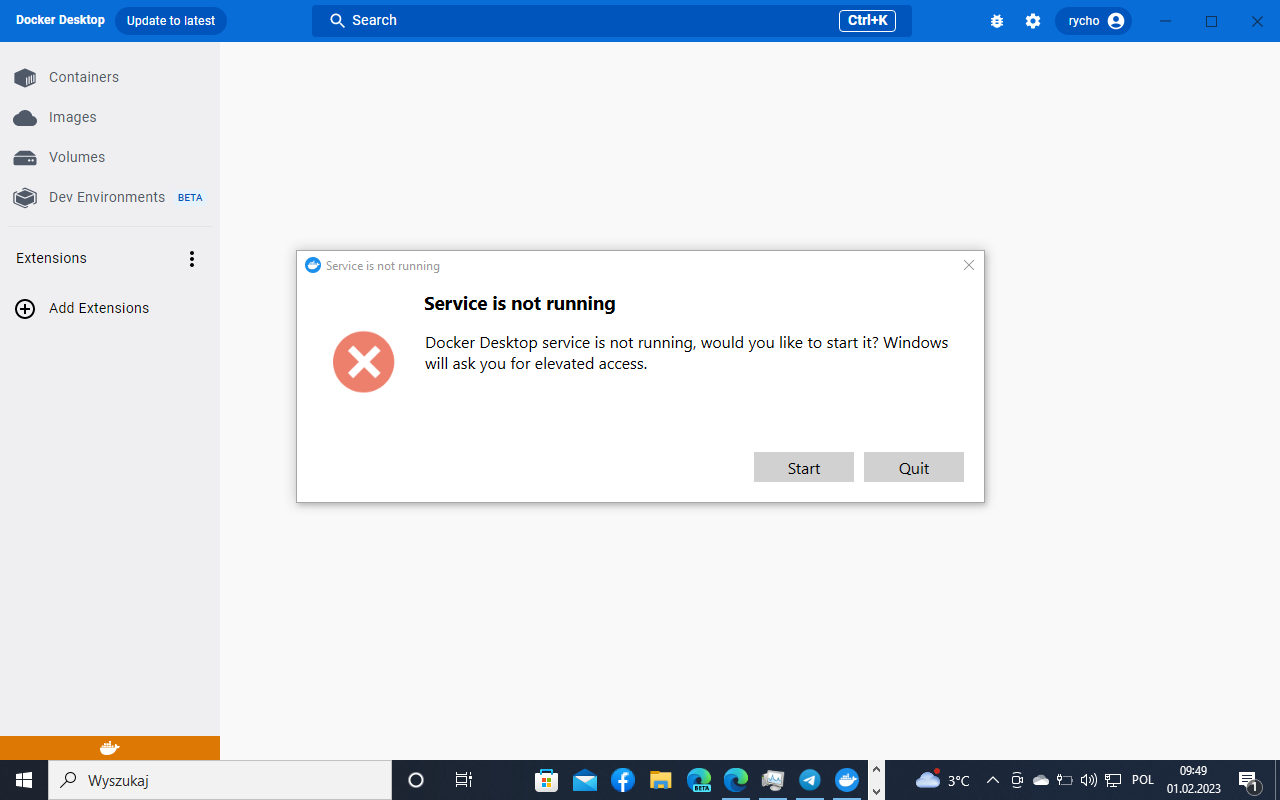 Docker Desktop
Update to latest
Search
Ctrl+K
rycho
Containers
Images
Volumes
Dev Environments BETA
Extensions
Add Extensions
Service is not running
Service is not running
Docker Desktop service is not running, would you like to start it? Windows
will ask you for elevated access.
Start
Quit
Wyszukaj
BETA
3°C
POL
09:49
01.02.2023
1